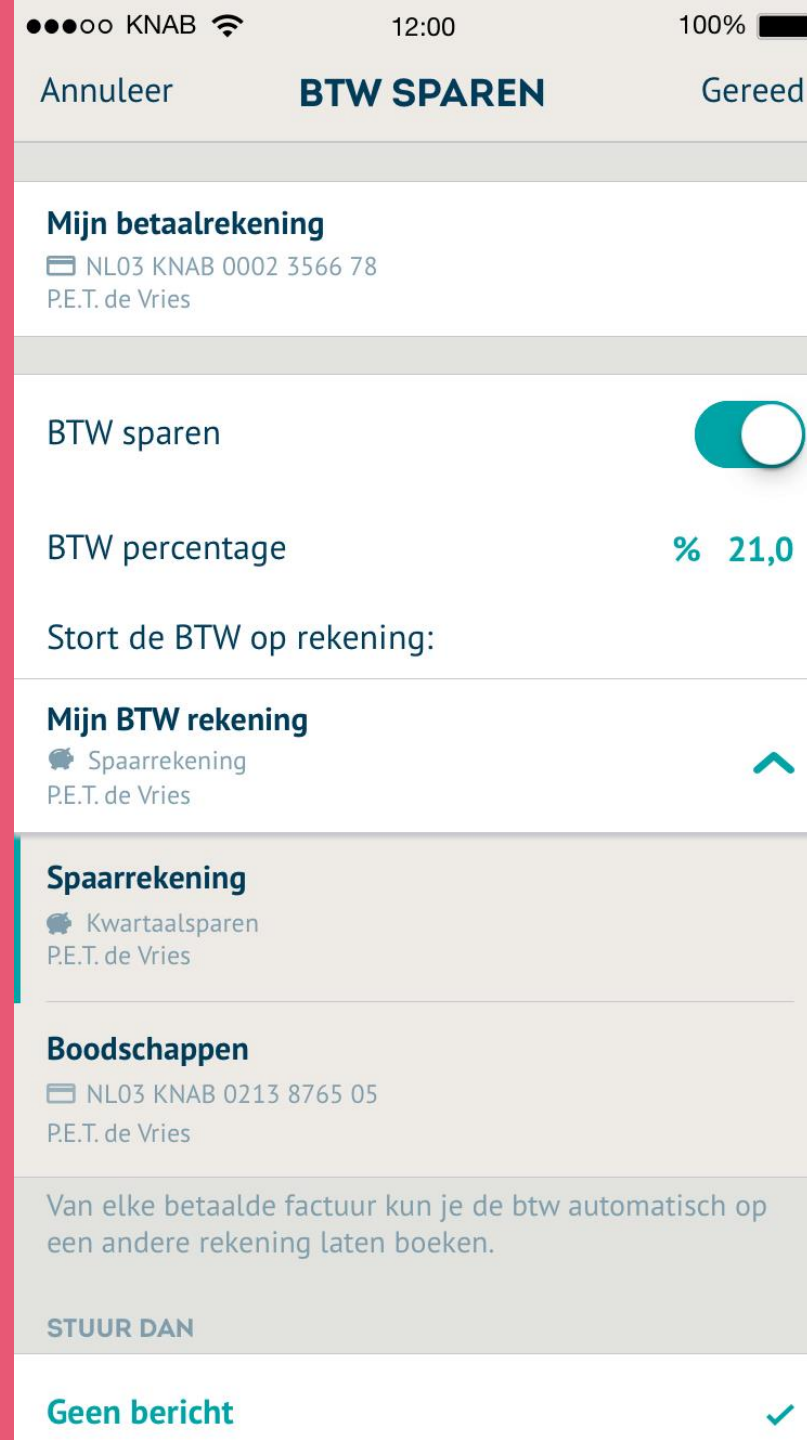 KNAB 12:00 100%
Annuleer BTW SPAREN Gereed
Mijn betaalrekening
NL03 KNAB 0002 3566 78
P.E.T. de Vries
BTW sparen
BTW percentage % 21,0
Stort de BTW op rekening:
Mijn BTW rekening
Spaarrekening
P.E.T. de Vries
Spaarrekening
Kwartaalsparen
P.E.T. de Vries
Boodschappen
NL03 KNAB 0213 8765 05
P.E.T. de Vries
Van elke betaalde factuur kun je de btw automatisch op
een andere rekening laten boeken.
STUUR DAN
Geen bericht